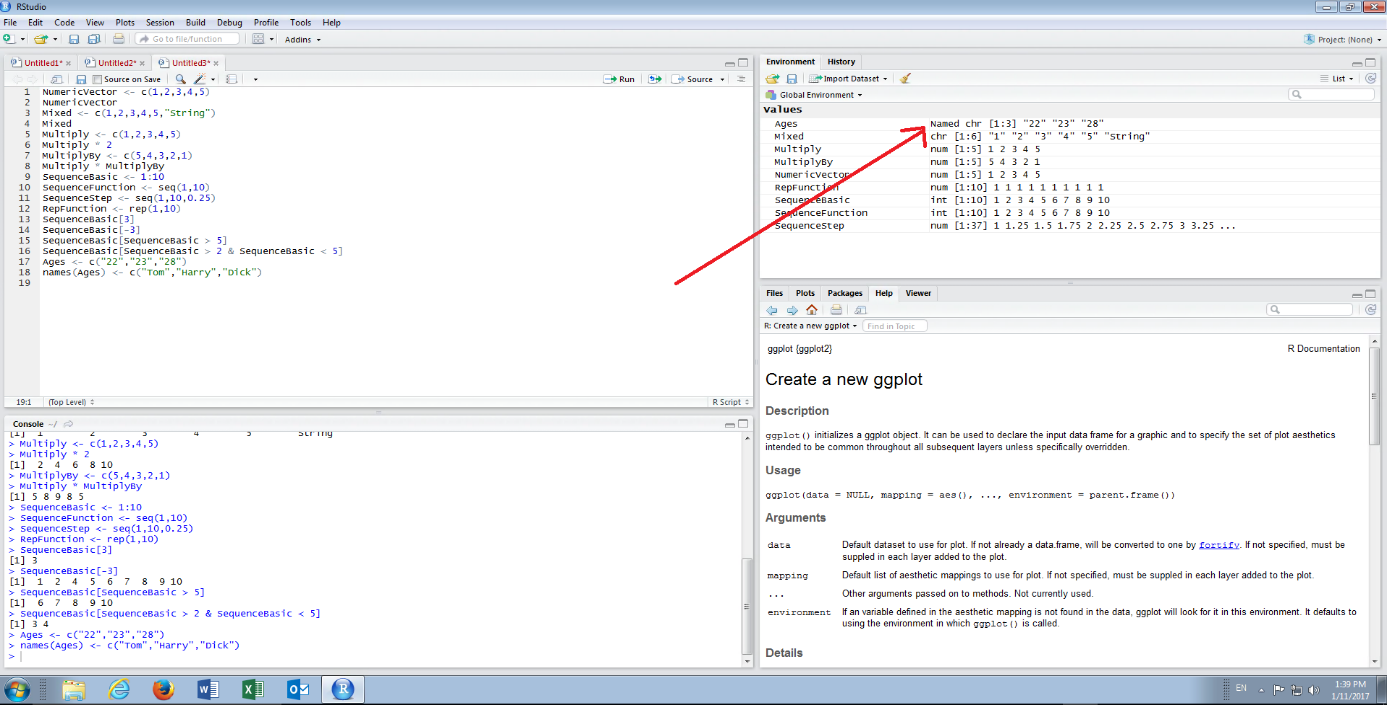 RStudio
File Edit Code View Plots Session Build Debug Profile Tools Help
Go to file/function Addins Project: (None)
Untitled1* Untitled2* Untitled3*
Source on Save Run Source
1 NumericVector <- c(1,2,3,4,5)
2 NumericVector
3 Mixed <- c(1,2,3,4,5,"String")
4 Mixed
5 Multiply <- c(1,2,3,4,5)
6 Multiply * 2
7 MultiplyBy <- c(5,4,3,2,1)
8 Multiply * MultiplyBy
9 SequenceBasic <- 1:10
10 SequenceFunction <- seq(1,10)
11 SequenceStep <- seq(1,10,0.25)
12 RepFunction <- rep(1,10)
13 SequenceBasic[3]
14 SequenceBasic[-3]
15 SequenceBasic[SequenceBasic > 5]
16 SequenceBasic[SequenceBasic > 2 & SequenceBasic < 5]
17 Ages <- c("22","23","28")
18 names(Ages) <- c("Tom","Harry","Dick")
19
19:1 (Top Level) R Script
Console ~/
[1] "1" "2" "3" "4" "5" "String"
> Multiply <- c(1,2,3,4,5)
> Multiply * 2
[1] 2 4 6 8 10
> MultiplyBy <- c(5,4,3,2,1)
> Multiply * MultiplyBy
[1] 5 8 9 8 5
> SequenceBasic <- 1:10
> SequenceFunction <- seq(1,10)
> SequenceStep <- seq(1,10,0.25)
> RepFunction <- rep(1,10)
> SequenceBasic[3]
[1] 3
> SequenceBasic[-3]
[1] 1 2 4 5 6 7 8 9 10
> SequenceBasic[SequenceBasic > 5]
[1] 6 7 8 9 10
> SequenceBasic[SequenceBasic > 2 & SequenceBasic < 5]
[1] 3 4
> Ages <- c("22","23","28")
> names(Ages) <- c("Tom","Harry","Dick")
>
Environment History
Import Dataset List
Global Environment
Values
Ages Named chr [1:3] "22" "23" "28"
Mixed chr [1:6] "1" "2" "3" "4" "5" "String"
Multiply num [1:5] 1 2 3 4 5
MultiplyBy num [1:5] 5 4 3 2 1
NumericVector num [1:5] 1 2 3 4 5
RepFunction num [1:10] 1 1 1 1 1 1 1 1 1 1
SequenceBasic int [1:10] 1 2 3 4 5 6 7 8 9 10
SequenceFunction int [1:10] 1 2 3 4 5 6 7 8 9 10
SequenceStep num [1:37] 1 1.25 1.5 1.75 2 2.25 2.5 2.75 3 3.25 ...
Files Plots Packages Help Viewer
R: Create a new ggplot Find in Topic
ggplot {ggplot2} R Documentation
Create a new ggplot
Description
ggplot() initializes a ggplot object. It can be used to declare the input data frame for a graphic and to specify the set of plot aesthetics
intended to be common throughout all subsequent layers unless specifically overridden.
Usage
ggplot(data = NULL, mapping = aes(), ..., environment = parent.frame())
Arguments
data Default dataset to use for plot. If not already a data.frame, will be converted to one by fortify. If not specified, must be
suppled in each layer added to the plot.
mapping Default list of aesthetic mappings to use for plot. If not specified, must be suppled in each layer added to the plot.
... Other arguments passed on to methods. Not currently used.
environment If an variable defined in the aesthetic mapping is not found in the data, ggplot will look for it in this environment. It defaults to
using the environment in which ggplot() is called.
Details
EN 1:39 PM
1/11/2017